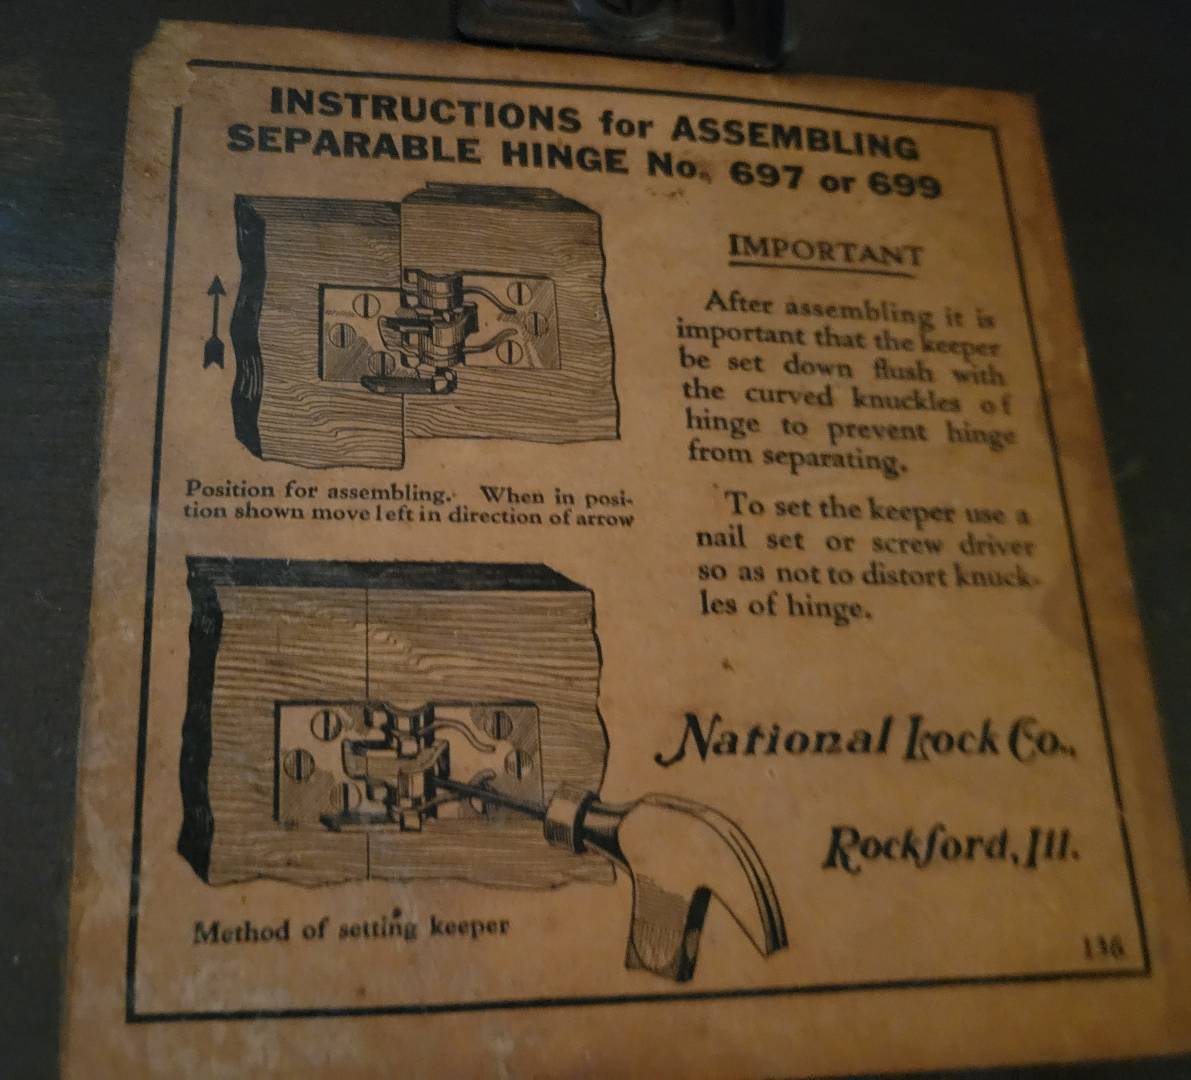 INSTRUCTIONS for ASSEMBLING
SEPARABLE HINGE No. 697 or 699
IMPORTANT
After assembling it is
important that the keeper
be set down flush with
the curved knuckles of
hinge to prevent hinge
from separating.
Position for assembling. When in posi-
tion shown move left in direction of arrow
To set the keeper use a
nail set or screw driver
so as not to distort knuck-
les of hinge.
National Lock Co.,
Rockford, Ill.
Method of setting keeper
136